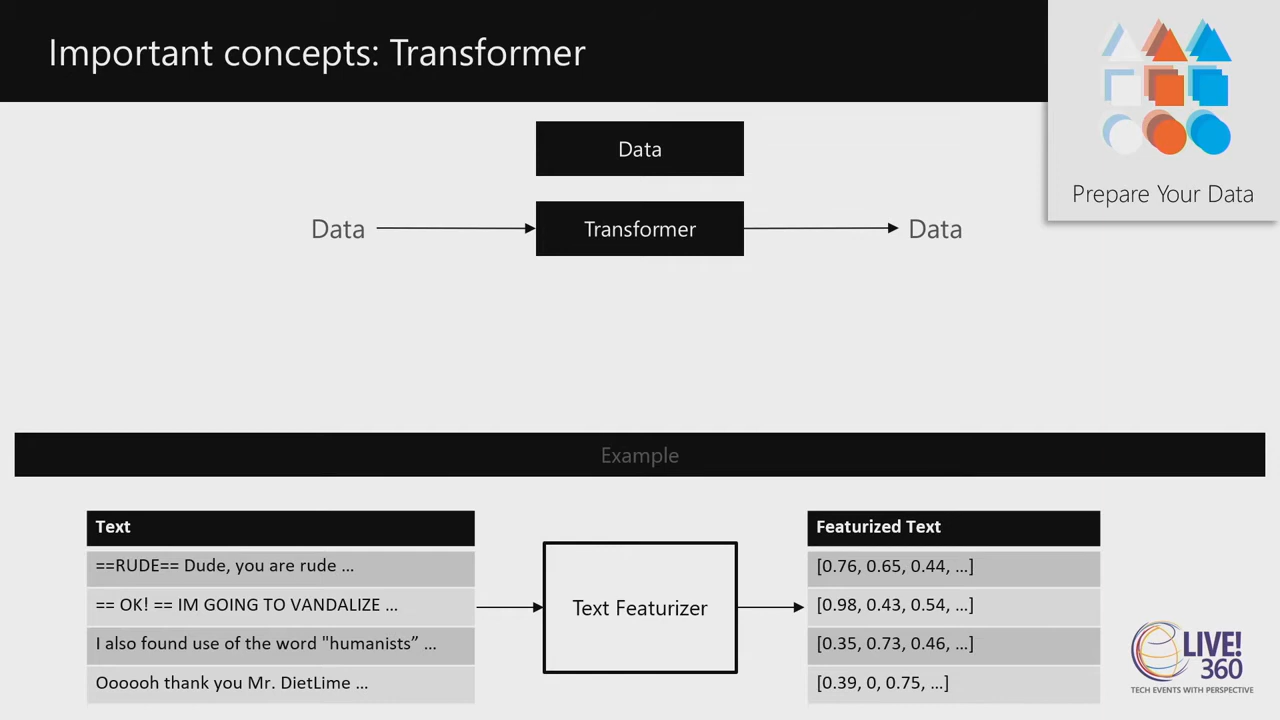 Important concepts: Transformer
Prepare Your Data
Data
Data
Transformer
Data
Example
Text
==RUDE== Dude, you are rude ...
== OK! == IM GOING TO VANDALIZE ...
I also found use of the word "humanists” ...
Oooooh thank you Mr. DietLime ...
Text Featurizer
Featurized Text
[0.76, 0.65, 0.44, ...]
[0.98, 0.43, 0.54, ...]
[0.35, 0.73, 0.46, ...]
[0.39, 0, 0.75, ...]
LIVE!
360
TECH EVENTS WITH PERSPECTIVE